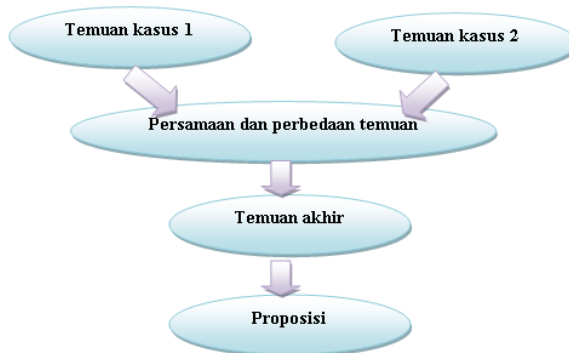 Temuan kasus 1
Temuan kasus 2
Persamaan dan perbedaan temuan
Temuan akhir
Proposisi